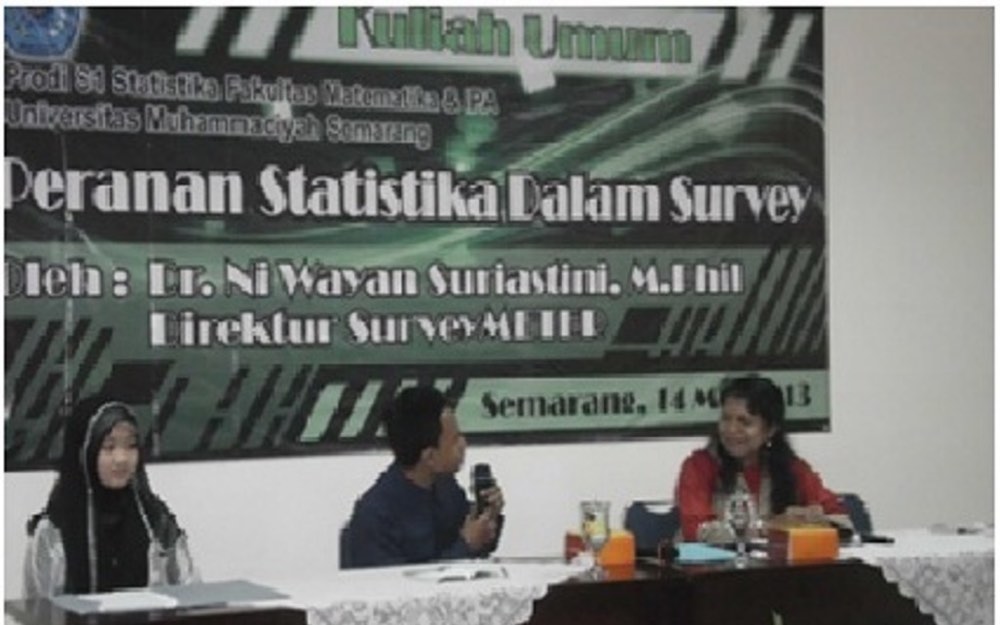 Kuliah Umum
Prodi S1 Statistika Fakultas Matematika & IPA
Universitas Muhammadiyah Semarang
Peranan Statistika Dalam Survey
Oleh : Dr. Ni Wayan Suriastini, M.Phil
Direktur SurveyMETER
Semarang, 14